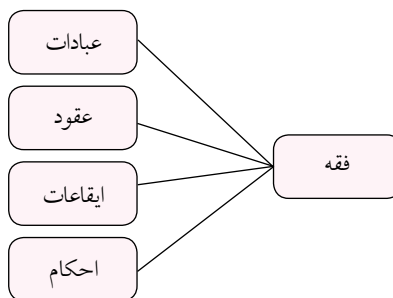 فقه
عبادات
عقود
ایقاعات
احکام